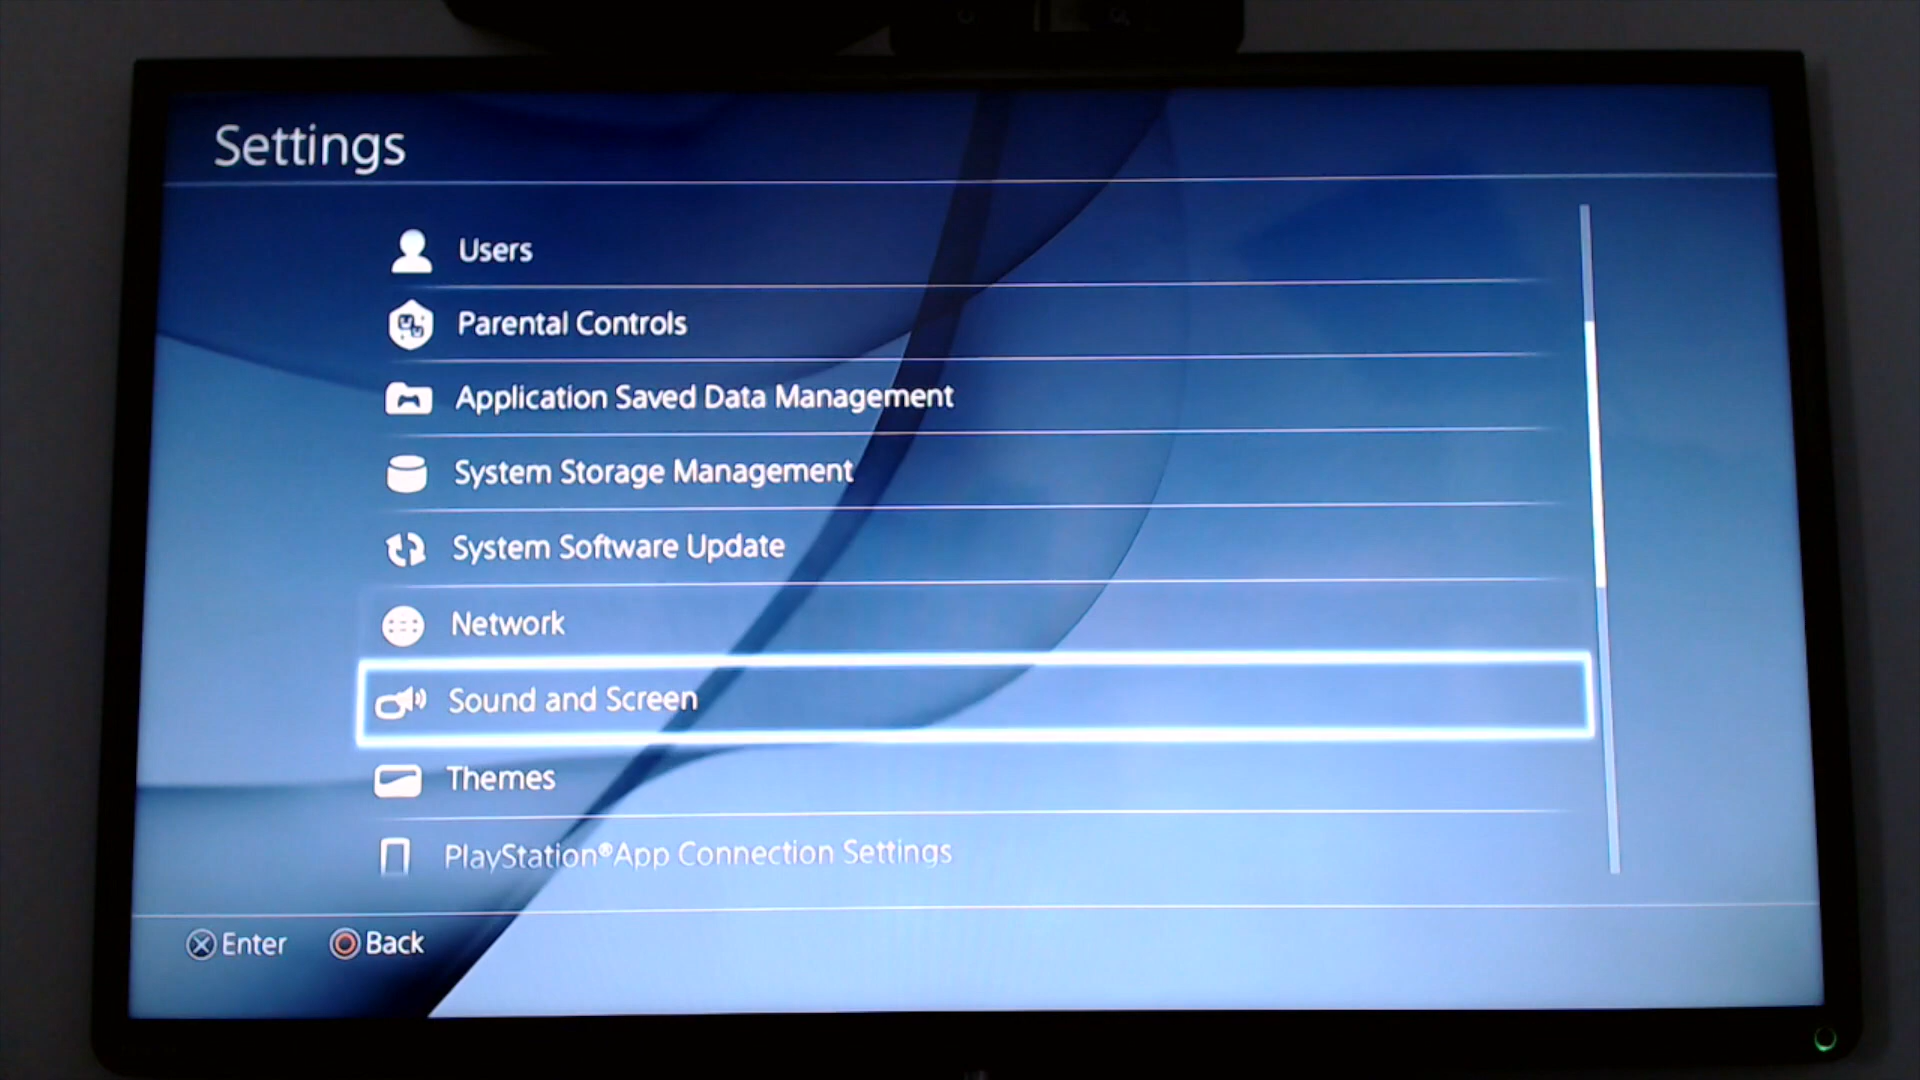 Settings
Users
Parental Controls
Application Saved Data Management
System Storage Management
System Software Update
Network
Sound and Screen
Themes
PlayStation®App Connection Settings
Enter Back